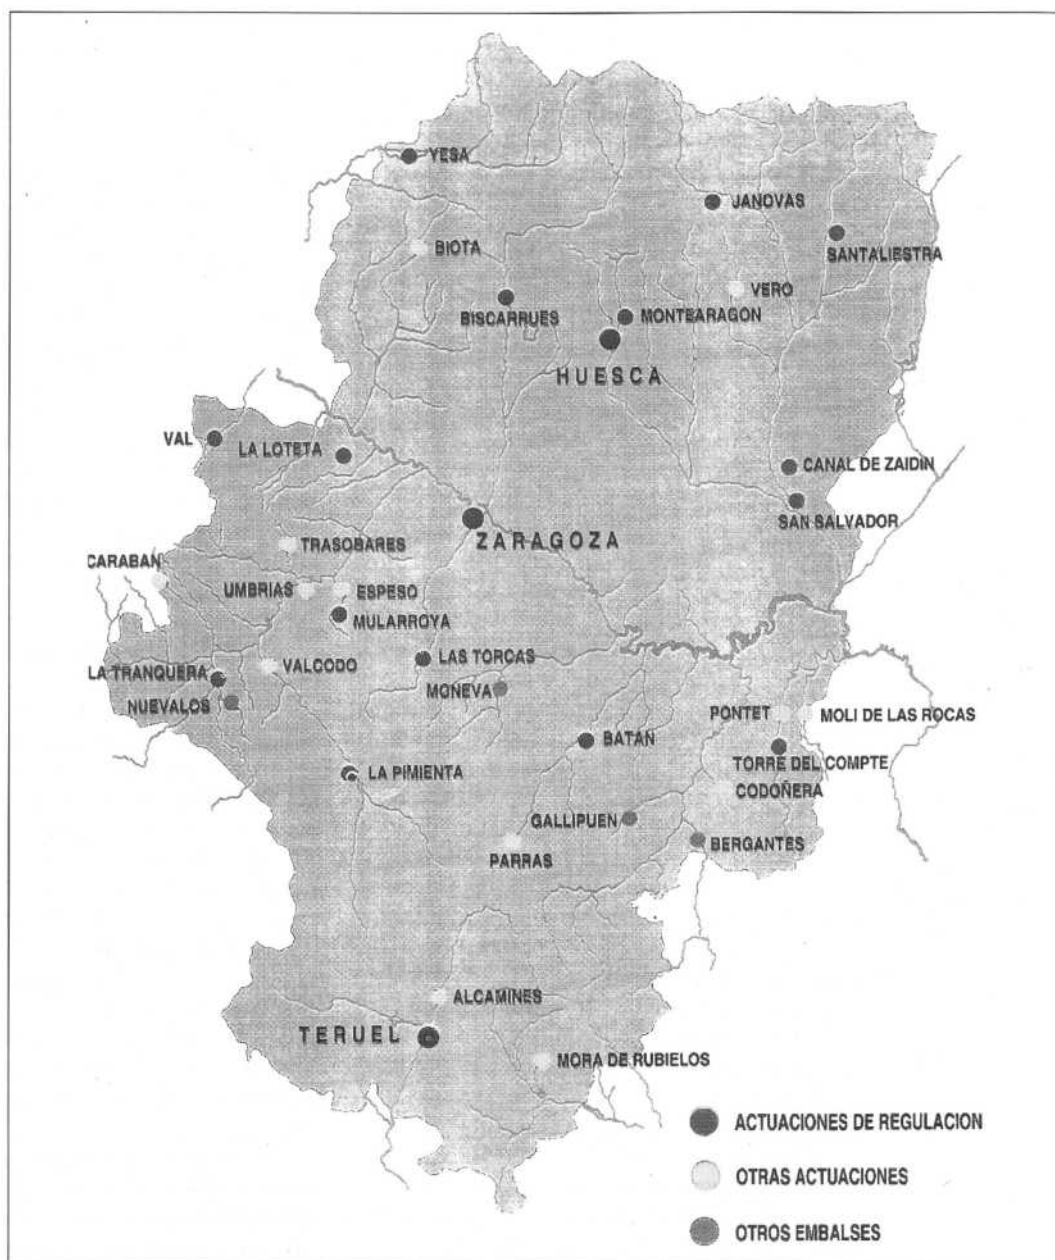 YESA
JANOVAS
SANTALIESTRA
BIOTA
VERO
BISCARRUES
MONTEARAGON
HUESCA
VAL
LA LOTETA
CANAL DE ZAIDIN
SAN SALVADOR
ZARAGOZA
TRASOBARES
CARABAN
UMBRIAS
ESPESO
MULARROYA
LA TRANQUERA
VALCODO
LAS TORCAS
NUEVALOS
MONEVA
PONTET
MOLI DE LAS ROCAS
BATAN
TORRE DEL COMPTE
LA PIMIENTA
CODOÑERA
GALLIPUEN
BERGANTES
PARRAS
ALCAMINES
TERUEL
MORA DE RUBIELOS
ACTUACIONES DE REGULACION
OTRAS ACTUACIONES
OTROS EMBALSES